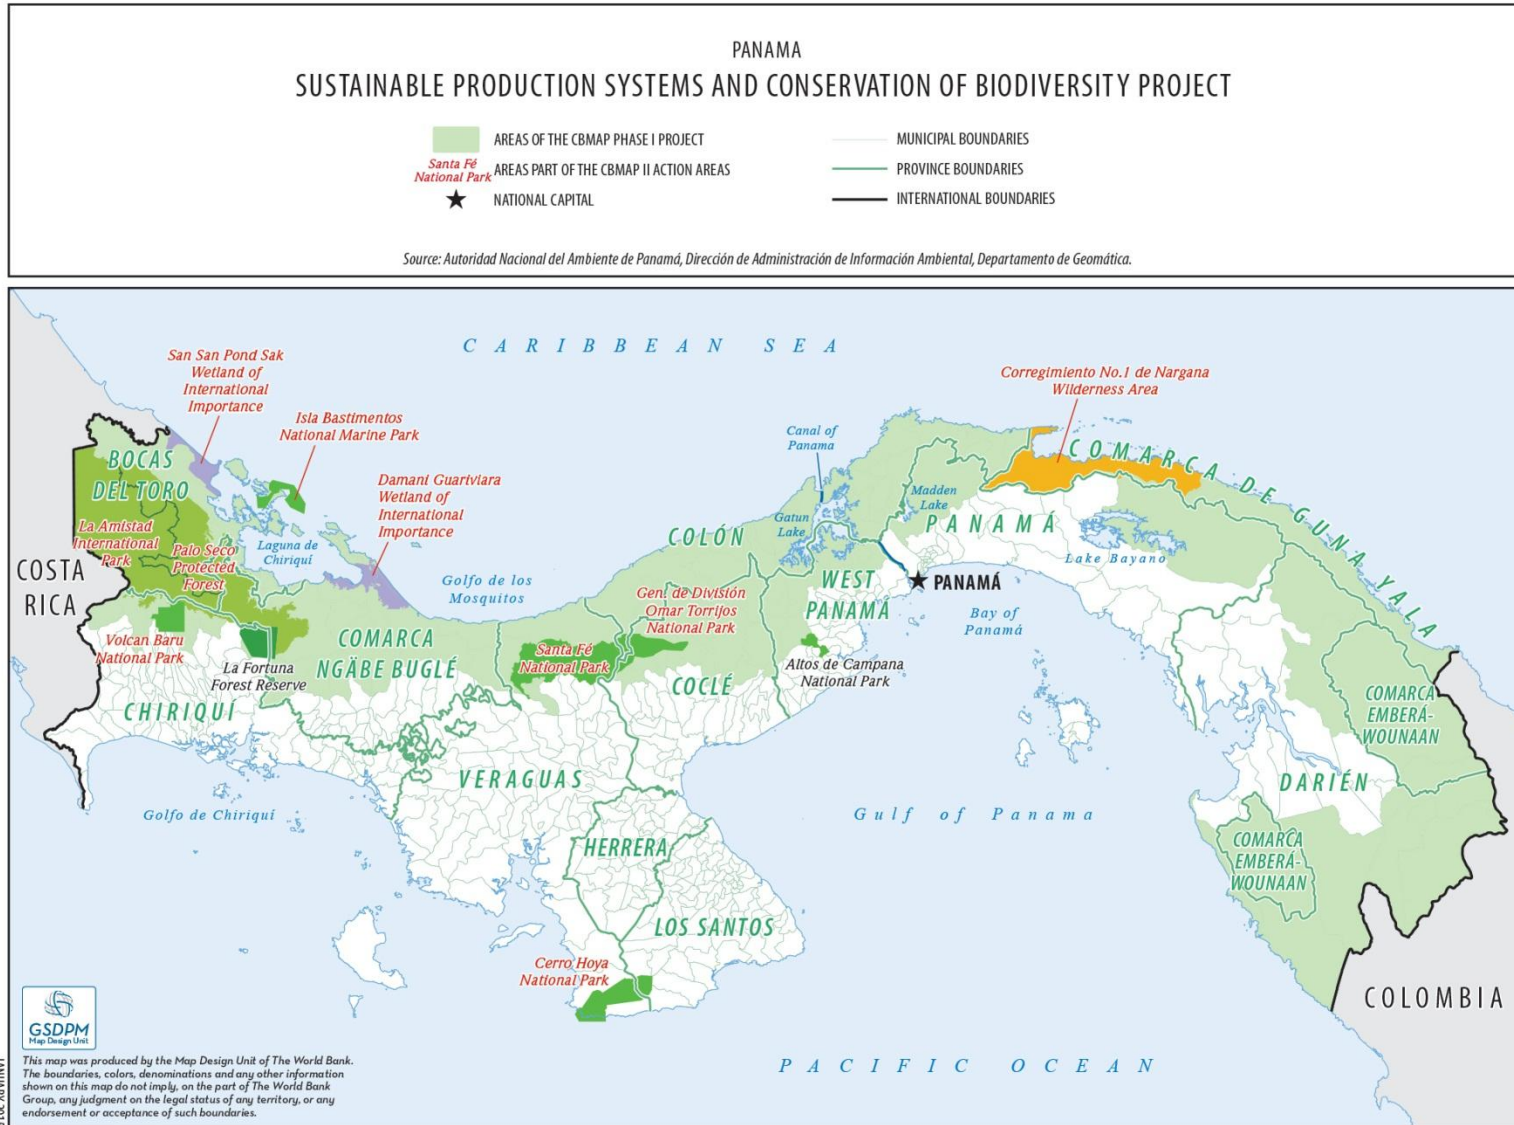 PANAMA
SUSTAINABLE PRODUCTION SYSTEMS AND CONSERVATION OF BIODIVERSITY PROJECT
AREAS OF THE CBMAP PHASE I PROJECT
Santa Fé
National Park
AREAS PART OF THE CBMAP II ACTION AREAS
NATIONAL CAPITAL
MUNICIPAL BOUNDARIES
PROVINCE BOUNDARIES
INTERNATIONAL BOUNDARIES
Source: Autoridad Nacional del Ambiente de Panamá, Dirección de Administración de Información Ambiental, Departamento de Geomática.
CARIBBEAN SEA
San San Pond Sak
Wetland of
International
Importance
Isla Bastimentos
National Marine Park
Damani Guariviara
Wetland of
International
Importance
Corregimiento No.1 de Nargana
Wilderness Area
Canal of
Panama
COMARCA DE GUNA YALA
BOCAS
DEL TORO
La Amistad
International
Park
Palo Seco
Protected
Forest
Laguna de
Chiriquí
Golfo de los
Mosquitos
COLÓN
Gatun
Lake
Madden
Lake
PANAMÁ
Lake Bayano
COSTA
RICA
WEST
PANAMÁ
PANAMÁ
Bay of
Panamá
Gen. de División
Omar Torrijos
National Park
Volcan Baru
National Park
La Fortuna
Forest Reserve
COMARCA
NGÄBE BUGLÉ
Santa Fé
National Park
COCLÉ
Altos de Campana
National Park
CHIRIQUÍ
COMARCA
EMBERÁ-
WOUNAAN
VERAGUAS
DARIÉN
Golfo de Chiriquí
Gulf of Panama
HERRERA
COMARCA
EMBERÁ-
WOUNAAN
LOS SANTOS
Cerro Hoya
National Park
COLOMBIA
PACIFIC OCEAN
GSDPM
Map Design Unit
This map was produced by the Map Design Unit of The World Bank.
The boundaries, colors, denominations and any other information
shown on this map do not imply, on the part of The World Bank
Group, any judgment on the legal status of any territory, or any
endorsement or acceptance of such boundaries.